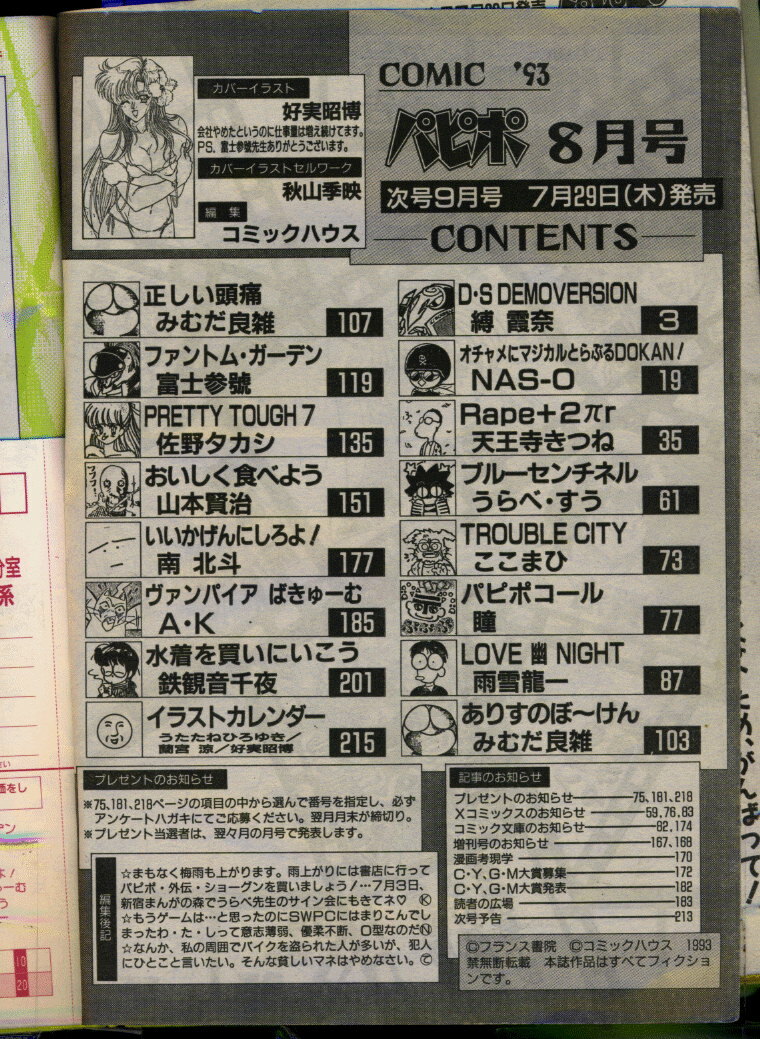 カバーイラスト
好実昭博
会社やめたというのに仕事量は増え続けてます。
PS. 富士参號先生ありがとうございます。
カバーイラストセルワーク
秋山季映
編集
コミックハウス
COMIC '93
パピポ 8月号
次号9月号 7月29日(木)発売
CONTENTS
D・S DEMOVERSION
縛 霞奈 3
オチャメにマジカルとらぶるDOKAN!
NAS-O 19
Rape+2πr
天王寺きつね 35
ブルーセンチネル
うらべ・すう 61
TROUBLE CITY
ここまひ 73
パピポコール
瞳 77
LOVE 幽 NIGHT
雨雪龍一 87
ありすのぼ〜けん
みむだ良雑 103
正しい頭痛
みむだ良雑 107
ファントム・ガーデン
富士参號 119
PRETTY TOUGH 7
佐野タカシ 135
おいしく食べよう
山本賢治 151
いいかげんにしろよ!
南 北斗 177
ヴァンパイア ばきゅーむ
A・K 185
水着を買いにいこう
鉄観音千夜 201
イラストカレンダー
うたたねひろゆき/
蘭宮 涼/好実昭博 215
プレゼントのお知らせ
※75、181、218ページの項目の中から選んで番号を指定し、必ず
アンケートハガキにてご応募ください。翌月月末が締切り。
※プレゼント当選者は、翌々月の月号で発表します。
編集後記
☆まもなく梅雨も上がります。雨上がりには書店に行って
パピポ・外伝・ショーグンを買いましょう!…7月3日、
新宿まんがの森でうらべ先生のサイン会にもきてネ♡ Ⓚ
☆もうゲームは…と思ったのにSWPCにはまりこんでし
まったわ・た・しって意志薄弱、優柔不断、O型なのだⓃ
☆なんか、私の周囲でバイクを盗られた人が多いが、犯人
にひとこと言いたい。そんな貧しいマネはやめなさい。Ⓒ
記事のお知らせ
プレゼントのお知らせ 75、181、218
Xコミックスのお知らせ 59、76、83
コミック文庫のお知らせ 82、174
増刊号のお知らせ 167、168
漫画考現学 170
C・Y、G・M大賞募集 172
C・Y、G・M大賞発表 182
読者の広場 183
次号予告 213
©フランス書院 ©コミックハウス 1993
禁無断転載 本誌作品はすべてフィクショ
ンです。
10
20